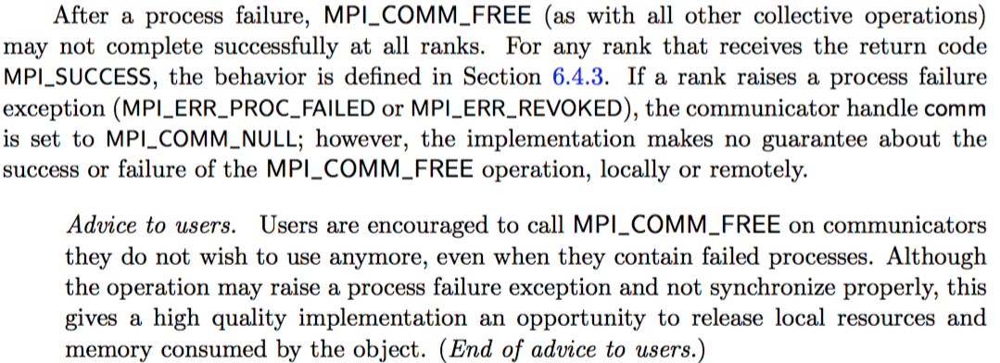 After a process failure, MPI_COMM_FREE (as with all other collective operations)
may not complete successfully at all ranks. For any rank that receives the return code
MPI_SUCCESS, the behavior is defined in Section 6.4.3. If a rank raises a process failure
exception (MPI_ERR_PROC_FAILED or MPI_ERR_REVOKED), the communicator handle comm
is set to MPI_COMM_NULL; however, the implementation makes no guarantee about the
success or failure of the MPI_COMM_FREE operation, locally or remotely.
Advice to users. Users are encouraged to call MPI_COMM_FREE on communicators
they do not wish to use anymore, even when they contain failed processes. Although
the operation may raise a process failure exception and not synchronize properly, this
gives a high quality implementation an opportunity to release local resources and
memory consumed by the object. (End of advice to users.)